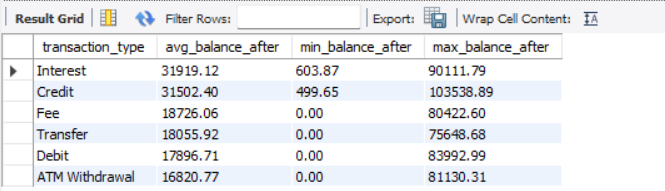 Result Grid Filter Rows: Export: Wrap Cell Content: IA
transaction_type avg_balance_after min_balance_after max_balance_after
Interest 31919.12 603.87 90111.79
Credit 31502.40 499.65 103538.89
Fee 18726.06 0.00 80422.60
Transfer 18055.92 0.00 75648.68
Debit 17896.71 0.00 83992.99
ATM Withdrawal 16820.77 0.00 81130.31